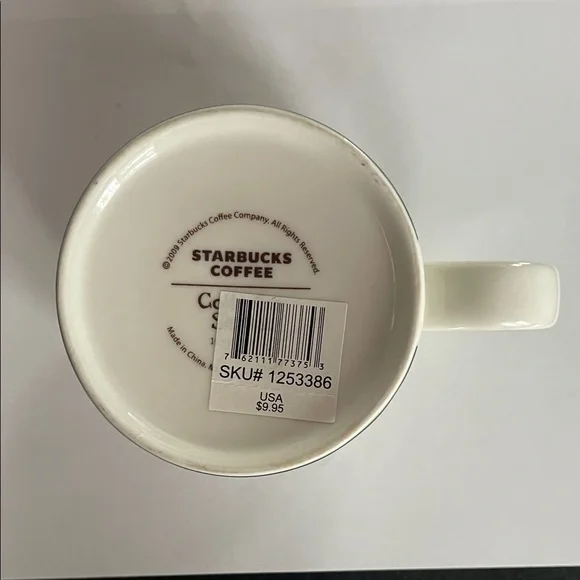 ©2009 Starbucks Coffee Company. All Rights Reserved.
STARBUCKS
COFFEE
Made in China.
7 62111 77375 3
SKU# 1253386
USA
$9.95